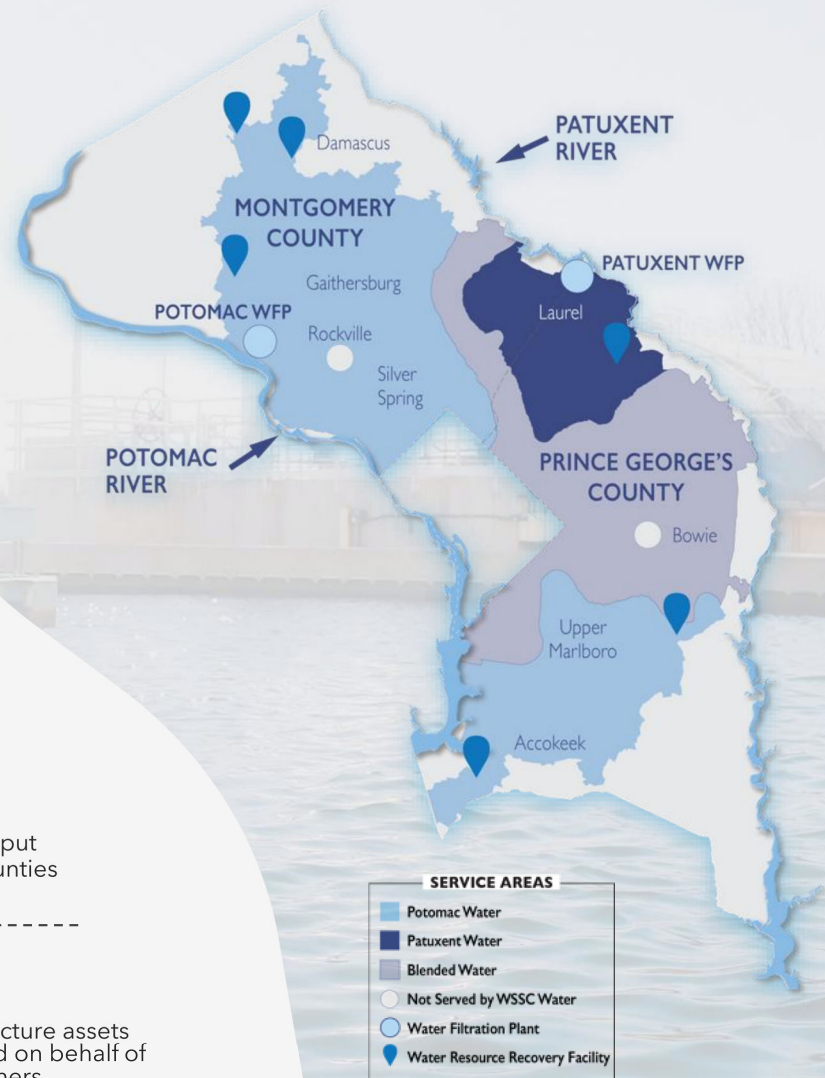 PATUXENT
RIVER
Damascus
MONTGOMERY
COUNTY
PATUXENT WFP
Gaithersburg
POTOMAC WFP
Laurel
Rockville
Silver
Spring
POTOMAC
RIVER
PRINCE GEORGE'S
COUNTY
Bowie
Upper
Marlboro
Accokeek
put
unties
cture assets
d on behalf of
mers
SERVICE AREAS
Potomac Water
Patuxent Water
Blended Water
Not Served by WSSC Water
Water Filtration Plant
Water Resource Recovery Facility